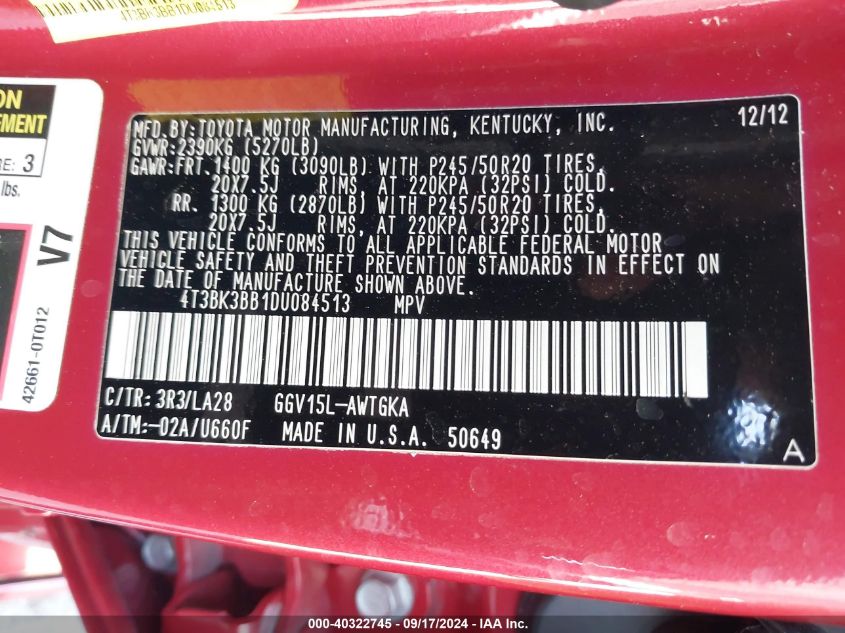 4T3BK3BB1DU084513
ON
EMENT
RE: 3
lbs.
V7
42661-0T012
12/12
MFD.BY:TOYOTA MOTOR MANUFACTURING, KENTUCKY, INC.
GVWR:2390KG (5270LB)
GAWR:FRT.1400 KG (3090LB) WITH P245/50R20 TIRES,
20X7.5J RIMS, AT 220KPA (32PSI) COLD.
RR. 1300 KG (2870LB) WITH P245/50R20 TIRES,
20X7.5J RIMS, AT 220KPA (32PSI) COLD.
THIS VEHICLE CONFORMS TO ALL APPLICABLE FEDERAL MOTOR
VEHICLE SAFETY AND THEFT PREVENTION STANDARDS IN EFFECT ON
THE DATE OF MANUFACTURE SHOWN ABOVE.
4T3BK3BB1DU084513 MPV
C/TR: 3R3/LA28 GGV15L-AWTGKA
A/TM:-02A/U660F MADE IN U.S.A. 50649
A
000-40322745 - 09/17/2024 - IAA Inc.